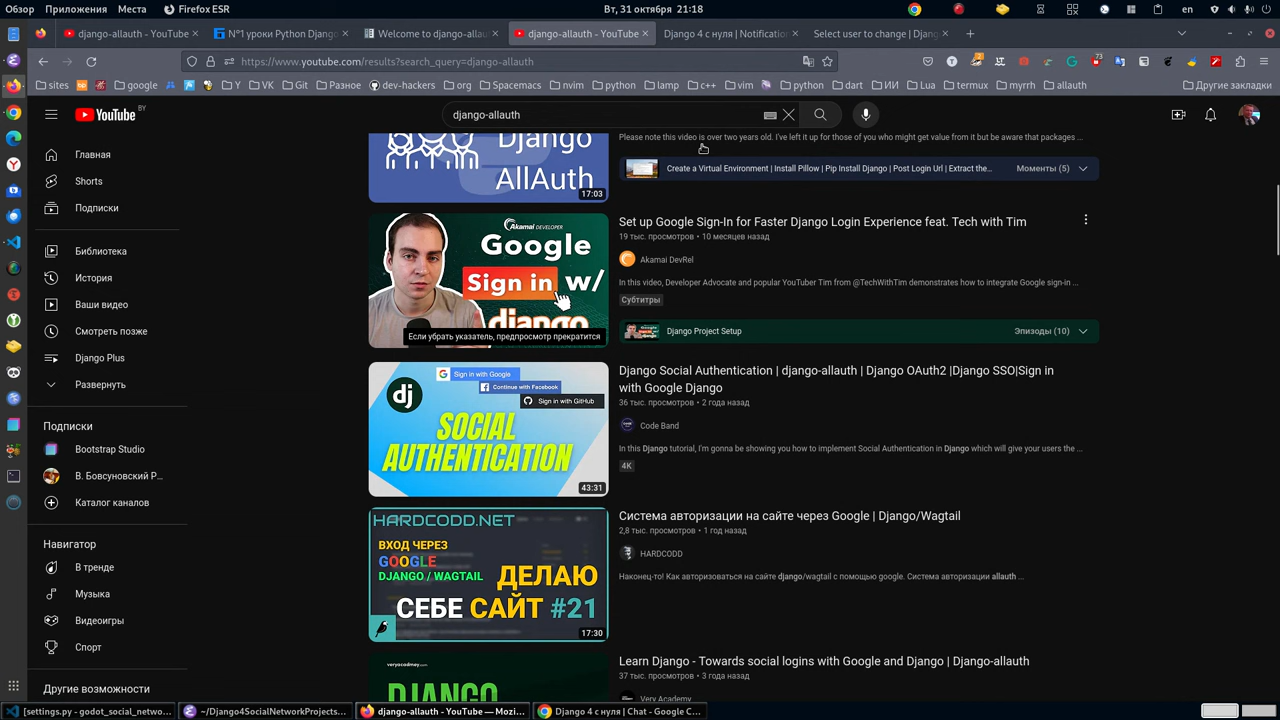 Обзор Приложения Места Firefox ESR Вт, 31 октября 21:18 en
django-allauth - YouTube Nº1 уроки Python Django Welcome to django-allau django-allauth - YouTube Django 4 с нуля | Notification Select user to change | Djang
https://www.youtube.com/results?search_query=django-allauth 73
sites google Y VK Git Разное dev-hackers org Spacemacs nvim python lamp c++ vim python dart ИИ Lua termux myrrh allauth Другие закладки
YouTube BY django-allauth
Главная
Shorts
Подписки
Библиотека
История
Ваши видео
Смотреть позже
Django Plus
Развернуть
Подписки
Bootstrap Studio
В. Бовсуновский Р...
Каталог каналов
Навигатор
В тренде
Музыка
Видеоигры
Спорт
Другие возможности
Django
AllAuth
17:03
Please note this video is over two years old. I've left it up for those of you who might get value from it but be aware that packages ...
Create a Virtual Environment | Install Pillow | Pip Install Django | Post Login Url | Extract the... Моменты (5)
Akamai DEVELOPER
Google
Sign in w/
django
Если убрать указатель, предпросмотр прекратится
Set up Google Sign-In for Faster Django Login Experience feat. Tech with Tim
19 тыс. просмотров • 10 месяцев назад
Akamai DevRel
In this video, Developer Advocate and popular YouTuber Tim from @TechWithTim demonstrates how to integrate Google sign-in ...
Субтитры
Django Project Setup Эпизоды (10)
dj
G Sign in with Google
Continue with Facebook
Sign in with GitHub
SOCIAL
AUTHENTICATION
43:31
Django Social Authentication | django-allauth | Django OAuth2 |Django SSO|Sign in
with Google Django
36 тыс. просмотров • 2 года назад
Code Band
In this Django tutorial, I'm gonna be showing you how to implement Social Authentication in Django which will give your users the ...
4K
HARDCODD.NET
ВХОД ЧЕРЕЗ
GOOGLE
DJANGO / WAGTAIL
ДЕЛАЮ
СЕБЕ САЙТ #21
17:30
Система авторизации на сайте через Google | Django/Wagtail
2,8 тыс. просмотров • 1 год назад
HARDCODD
Наконец-то! Как авторизоваться на сайте django/wagtail с помощью google. Система авторизации allauth ...
veryacadmey.com
DJANGO
Learn Django - Towards social logins with Google and Django | Django-allauth
37 тыс. просмотров • 3 года назад
Very Academy
[settings.py - godot_social_netwo... ~/Django4SocialNetworkProjects... django-allauth - YouTube — Mozi... Django 4 с нуля | Chat - Google C...